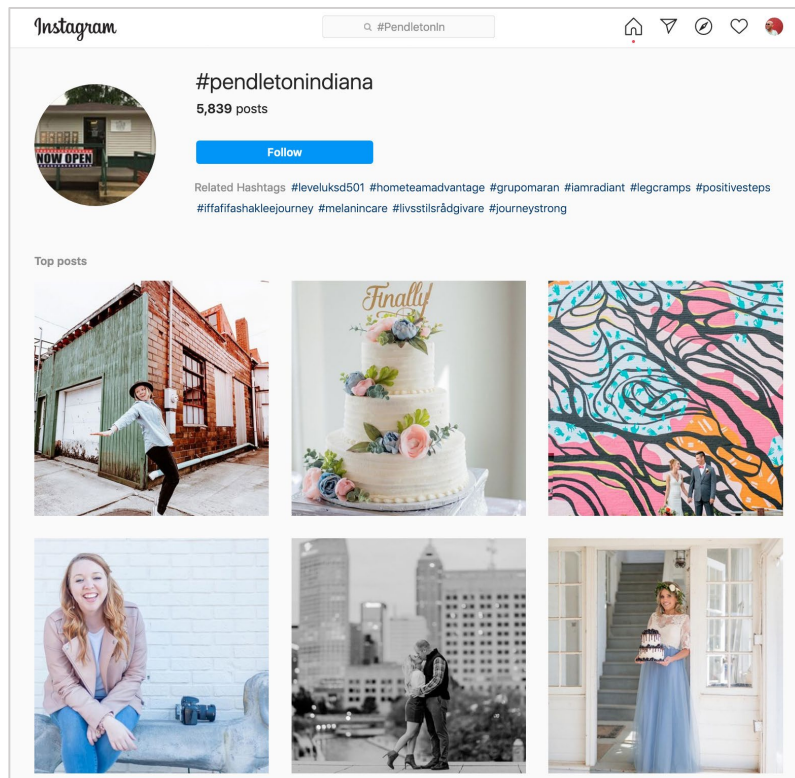 Instagram
#PendletonIn
#pendletonindiana
5,839 posts
NOW OPEN
Follow
Related Hashtags #leveluksd501 #hometeamadvantage #grupomaran #iamradiant #legcramps #positivesteps
#iffafifashakleejourney #melanincare #livsstilsrådgivare #journeystrong
Top posts
Finally!